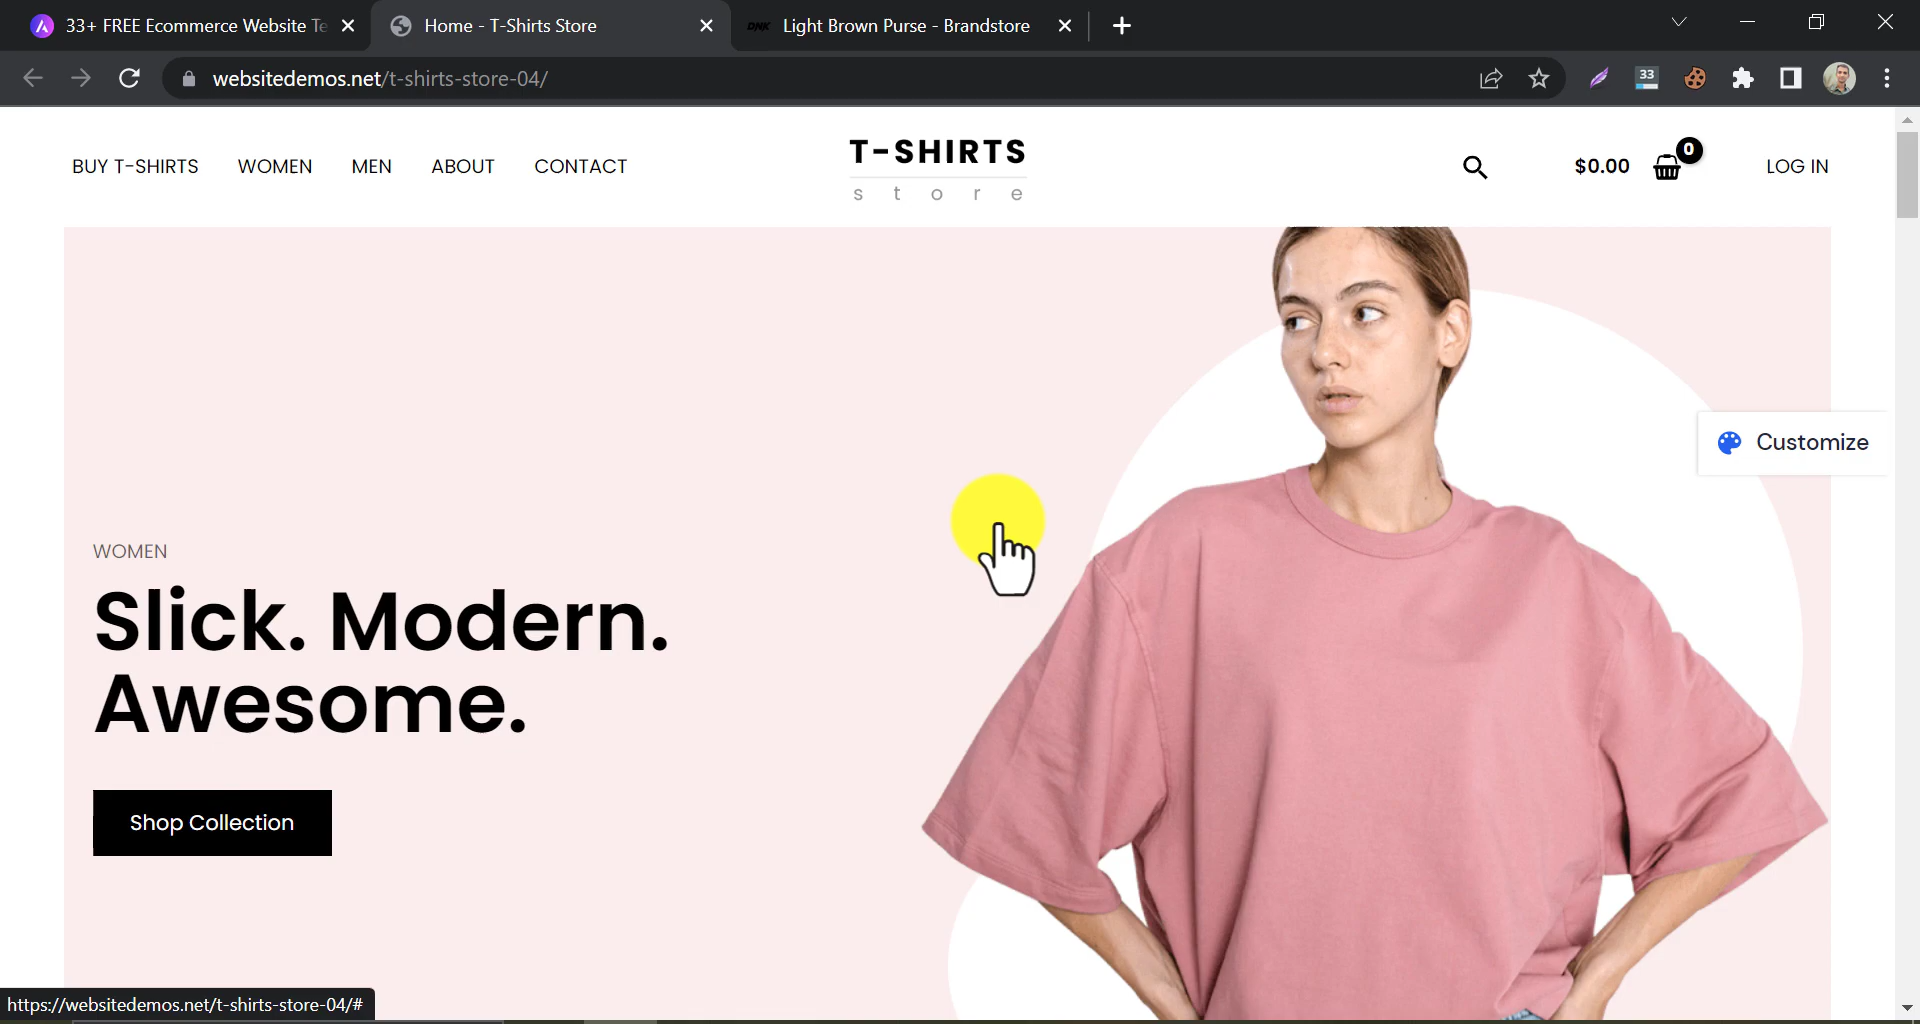 33+ FREE Ecommerce Website Te
Home - T-Shirts Store
DNK
Light Brown Purse - Brandstore
websitedemos.net/t-shirts-store-04/
33
BUY T-SHIRTS
WOMEN
MEN
ABOUT
CONTACT
T-SHIRTS
store
$0.00
0
LOG IN
Customize
WOMEN
Slick. Modern.
Awesome.
Shop Collection
https://websitedemos.net/t-shirts-store-04/#